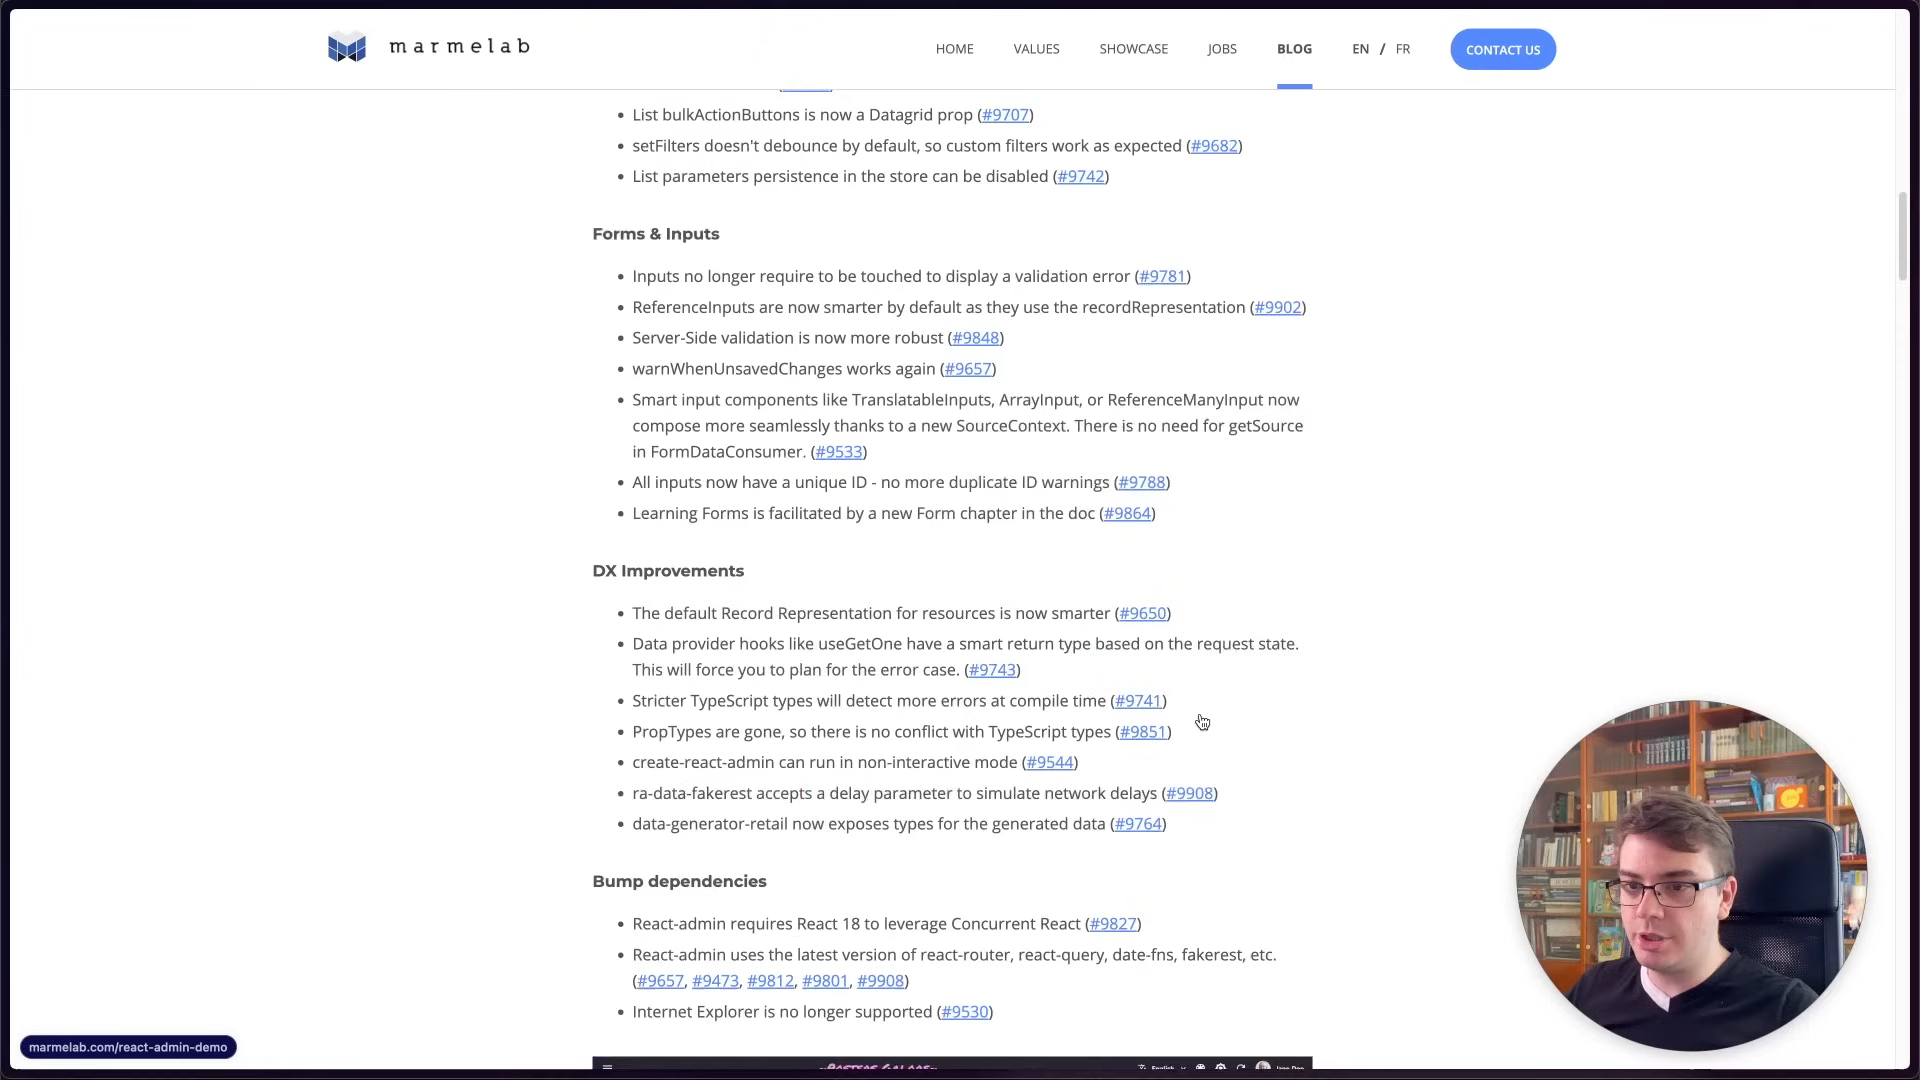 marmelab
HOME
VALUES
SHOWCASE
JOBS
BLOG
EN / FR
CONTACT US
List bulkActionButtons is now a Datagrid prop (#9707)
setFilters doesn't debounce by default, so custom filters work as expected (#9682)
List parameters persistence in the store can be disabled (#9742)
Forms & Inputs
Inputs no longer require to be touched to display a validation error (#9781)
ReferenceInputs are now smarter by default as they use the recordRepresentation (#9902)
Server-Side validation is now more robust (#9848)
warnWhenUnsavedChanges works again (#9657)
Smart input components like TranslatableInputs, ArrayInput, or ReferenceManyInput now
compose more seamlessly thanks to a new SourceContext. There is no need for getSource
in FormDataConsumer. (#9533)
All inputs now have a unique ID - no more duplicate ID warnings (#9788)
Learning Forms is facilitated by a new Form chapter in the doc (#9864)
DX Improvements
The default Record Representation for resources is now smarter (#9650)
Data provider hooks like useGetOne have a smart return type based on the request state.
This will force you to plan for the error case. (#9743)
Stricter TypeScript types will detect more errors at compile time (#9741)
PropTypes are gone, so there is no conflict with TypeScript types (#9851)
create-react-admin can run in non-interactive mode (#9544)
ra-data-fakerest accepts a delay parameter to simulate network delays (#9908)
data-generator-retail now exposes types for the generated data (#9764)
Bump dependencies
React-admin requires React 18 to leverage Concurrent React (#9827)
React-admin uses the latest version of react-router, react-query, date-fns, fakerest, etc.
(#9657, #9473, #9812, #9801, #9908)
Internet Explorer is no longer supported (#9530)
marmelab.com/react-admin-demo
English